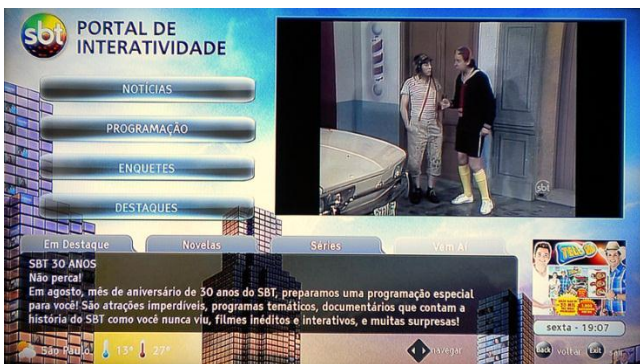 sbt
PORTAL DE
INTERATIVIDADE
NOTÍCIAS
PROGRAMAÇÃO
ENQUETES
DESTAQUES
sbt
Em Destaque
Novelas
Séries
Vem Aí
SBT 30 ANOS
Não perca!
Em agosto, mês de aniversário de 30 anos do SBT, preparamos uma programação especial
para você! São atrações imperdíveis, programas temáticos, documentários que contam a
história do SBT como você nunca viu, filmes inéditos e interativos, e muitas surpresas!
São Paulo 13° 27°
navegar
TELE
sexta - 19:07
Back voltar Exit